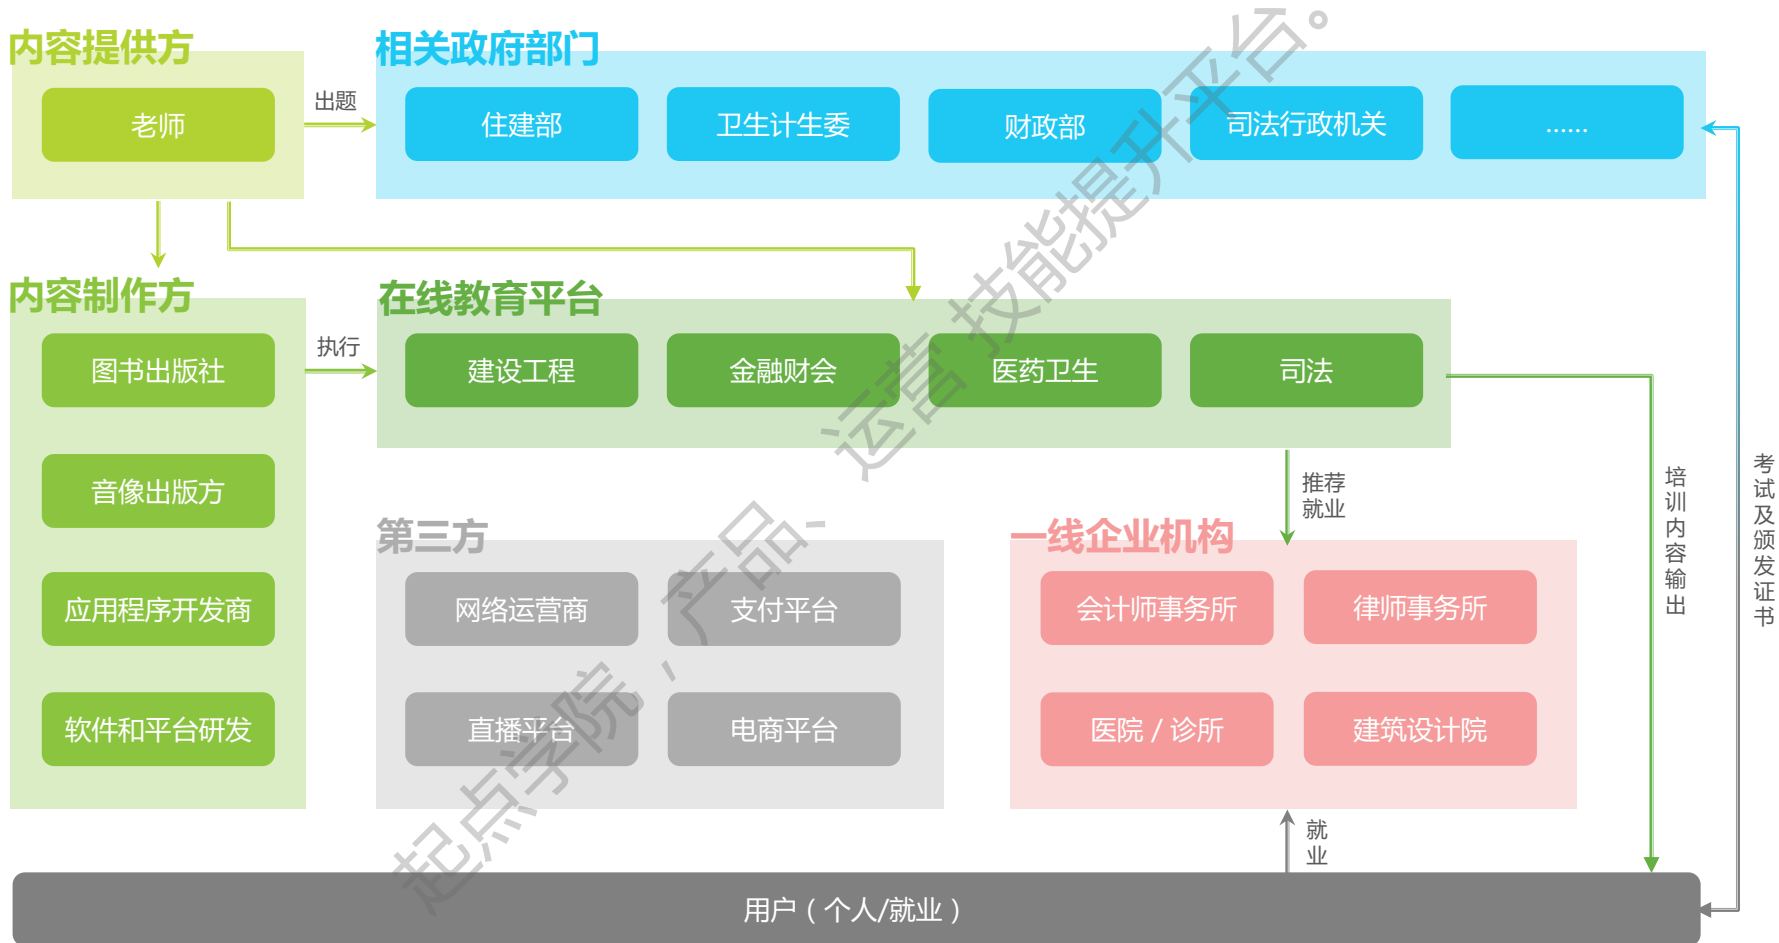 内容提供方
相关政府部门
老师
出题
住建部
卫生计生委
财政部
司法行政机关
......
内容制作方
在线教育平台
图书出版社
执行
建设工程
金融财会
医药卫生
司法
音像出版方
应用程序开发商
软件和平台研发
第三方
网络运营商
支付平台
直播平台
电商平台
推荐
就业
一线企业机构
会计师事务所
律师事务所
医院 / 诊所
建筑设计院
培训内容输出
考试及颁发证书
就业
用户（个人/就业）
起点学院，产品、运营 技能提升平台。